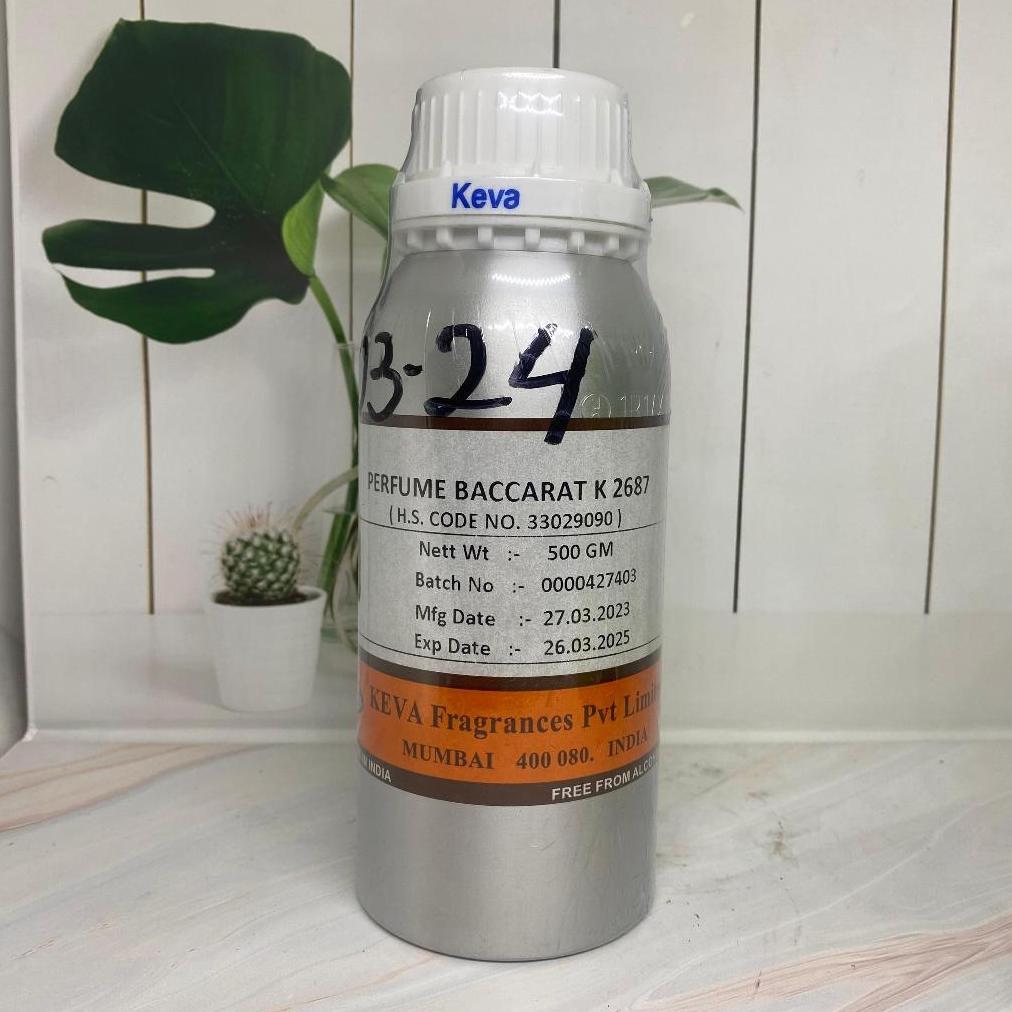 Keva
3-24
PERFUME BACCARAT K 2687
( H.S. CODE NO. 33029090 )
Nett Wt :- 500 GM
Batch No :- 0000427403
Mfg Date :- 27.03.2023
Exp Date :- 26.03.2025
KEVA Fragrances Pvt
MUMBAI 400 080. INDIA
INDIA
FREE FROM